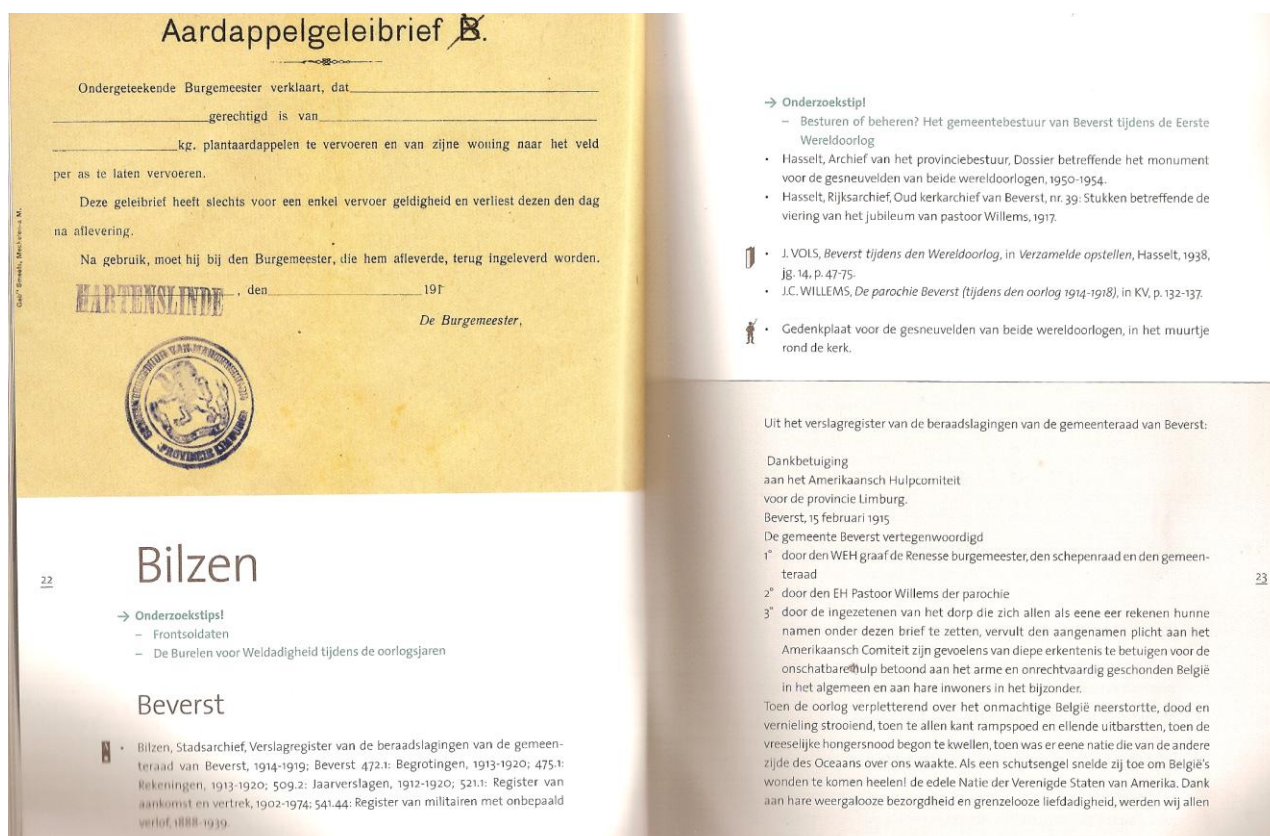 Aardappelgeleibrief B.
Ondergeteekende Burgemeester verklaart, dat
gerechtigd is van
kg. plantaardappelen te vervoeren en van zijne woning naar het veld
per as te laten vervoeren.
Deze geleibrief heeft slechts voor een enkel vervoer geldigheid en verliest dezen den dag
na aflevering.
Na gebruik, moet hij bij den Burgemeester, die hem afleverde, terug ingeleverd worden.
MARTENSLINDE, den 191
De Burgemeester,
PROVINCIE LIMBURG
Bilzen
22
→ Onderzoekstips!
– Frontsoldaten
– De Burelen voor Weldadigheid tijdens de oorlogsjaren
Beverst
• Bilzen, Stadsarchief, Verslagregister van de beraadslagingen van de gemeen-
teraad van Beverst, 1914-1919; Beverst 472.1: Begrotingen, 1913-1920; 475.1:
Rekeningen, 1913-1920; 509.2: Jaarverslagen, 1912-1920; 521.1: Register van
aankomst en vertrek, 1902-1974; 541.44: Register van militairen met onbepaald
verlof, 1888-1939.
→ Onderzoekstip!
– Besturen of beheren? Het gemeentebestuur van Beverst tijdens de Eerste
Wereldoorlog
• Hasselt, Archief van het provinciebestuur, Dossier betreffende het monument
voor de gesneuvelden van beide wereldoorlogen, 1950-1954.
• Hasselt, Rijksarchief, Oud kerkarchief van Beverst, nr. 39: Stukken betreffende de
viering van het jubileum van pastoor Willems, 1917.
• J. VOLS, Beverst tijdens den Wereldoorlog, in Verzamelde opstellen, Hasselt, 1938,
jg. 14, p. 47-75.
• J.C. WILLEMS, De parochie Beverst (tijdens den oorlog 1914-1918), in KV, p. 132-137.
• Gedenkplaat voor de gesneuvelden van beide wereldoorlogen, in het muurtje
rond de kerk.
Uit het verslagregister van de beraadslagingen van de gemeenteraad van Beverst:
Dankbetuiging
aan het Amerikaansch Hulpcomiteit
voor de provincie Limburg.
Beverst, 15 februari 1915
De gemeente Beverst vertegenwoordigd
1° door den WEH graaf de Renesse burgemeester, den schepenraad en den gemeen-
teraad
23
2° door den EH Pastoor Willems der parochie
3° door de ingezetenen van het dorp die zich allen als eene eer rekenen hunne
namen onder dezen brief te zetten, vervult den aangenamen plicht aan het
Amerikaansch Comiteit zijn gevoelens van diepe erkentenis te betuigen voor de
onschatbare hulp betoond aan het arme en onrechtvaardig geschonden België
in het algemeen en aan hare inwoners in het bijzonder.
Toen de oorlog verpletterend over het onmachtige België neerstortte, dood en
vernieling strooiend, toen te allen kant rampspoed en ellende uitbarstten, toen de
vreeselijke hongersnood begon te kwellen, toen was er eene natie die van de andere
zijde des Oceaans over ons waakte. Als een schutsengel snelde zij toe om België's
wonden te komen heelen! de edele Natie der Verenigde Staten van Amerika. Dank
aan hare weergalooze bezorgdheid en grenzelooze liefdadigheid, werden wij allen